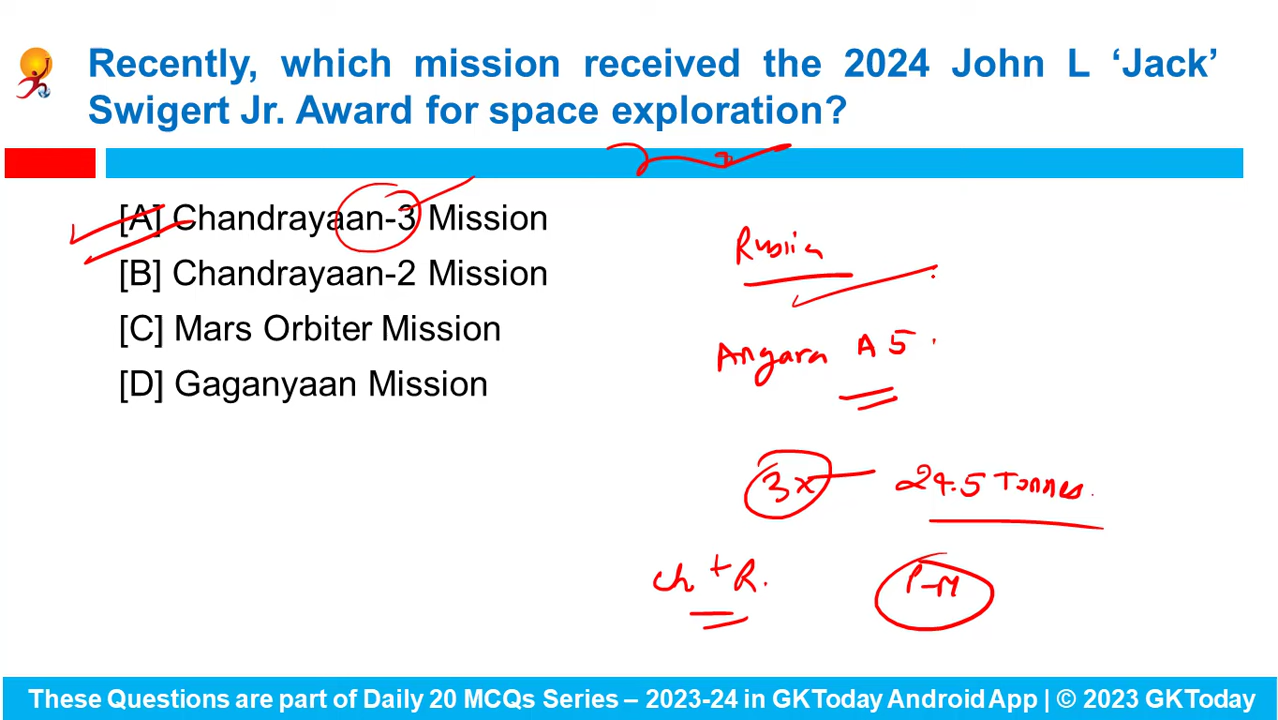 Recently, which mission received the 2024 John L ‘Jack’
Swigert Jr. Award for space exploration?
[A] Chandrayaan-3 Mission
[B] Chandrayaan-2 Mission
[C] Mars Orbiter Mission
[D] Gaganyaan Mission
Russia
Angara A5
3x 24.5 Tonnes.
Ch + R.
P-M
These Questions are part of Daily 20 MCQs Series – 2023-24 in GKToday Android App | © 2023 GKToday